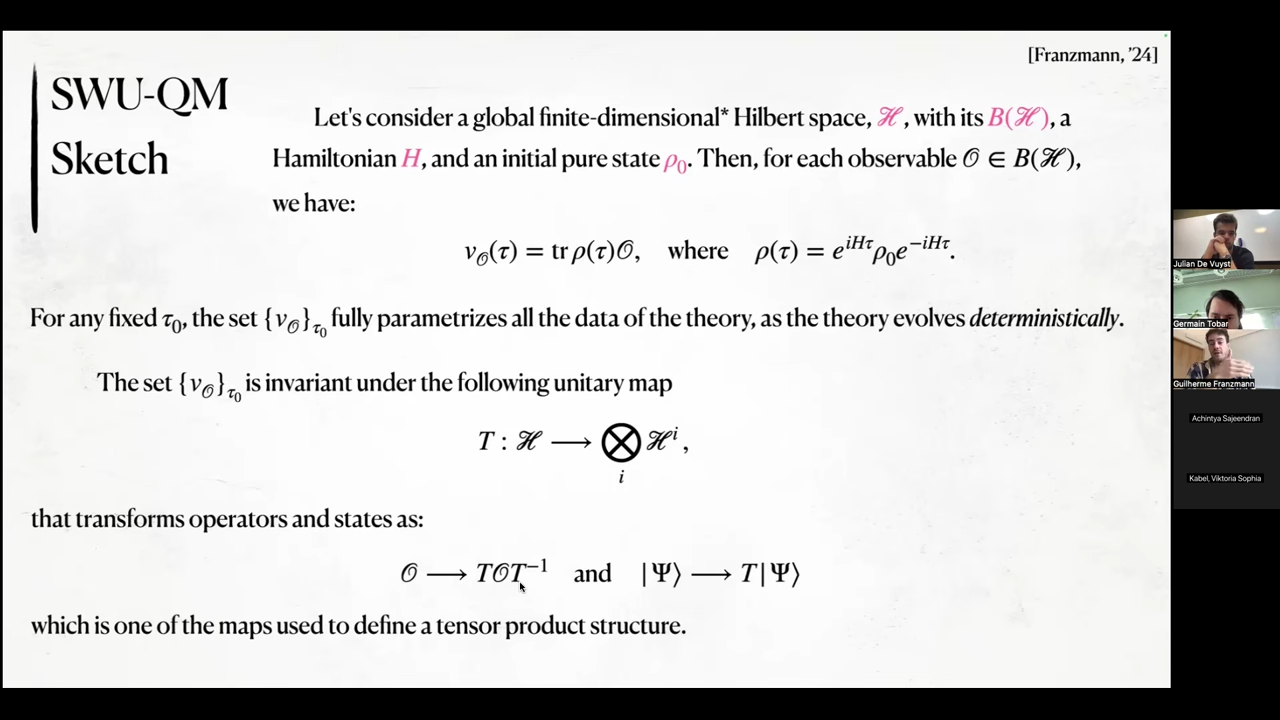 [Franzmann, '24]
SWU-QM
Sketch
Let's consider a global finite-dimensional* Hilbert space, ℋ, with its B(ℋ), a
Hamiltonian H, and an initial pure state ρ₀. Then, for each observable 𝒪 ∈ B(ℋ),
we have:
v_𝒪(τ) = tr ρ(τ)𝒪, where ρ(τ) = e^{iHτ}ρ₀e^{−iHτ}.
For any fixed τ₀, the set {v_𝒪}_{τ₀} fully parametrizes all the data of the theory, as the theory evolves deterministically.
The set {v_𝒪}_{τ₀} is invariant under the following unitary map
T : ℋ ⟶ ⨂_i ℋ^i,
that transforms operators and states as:
𝒪 ⟶ T𝒪T^{−1} and |Ψ⟩ ⟶ T|Ψ⟩
which is one of the maps used to define a tensor product structure.
Julian De Vuyst
Germain Tobar
Guilherme Franzmann
Achintya Sajeendran
Kabel, Viktoria Sophia